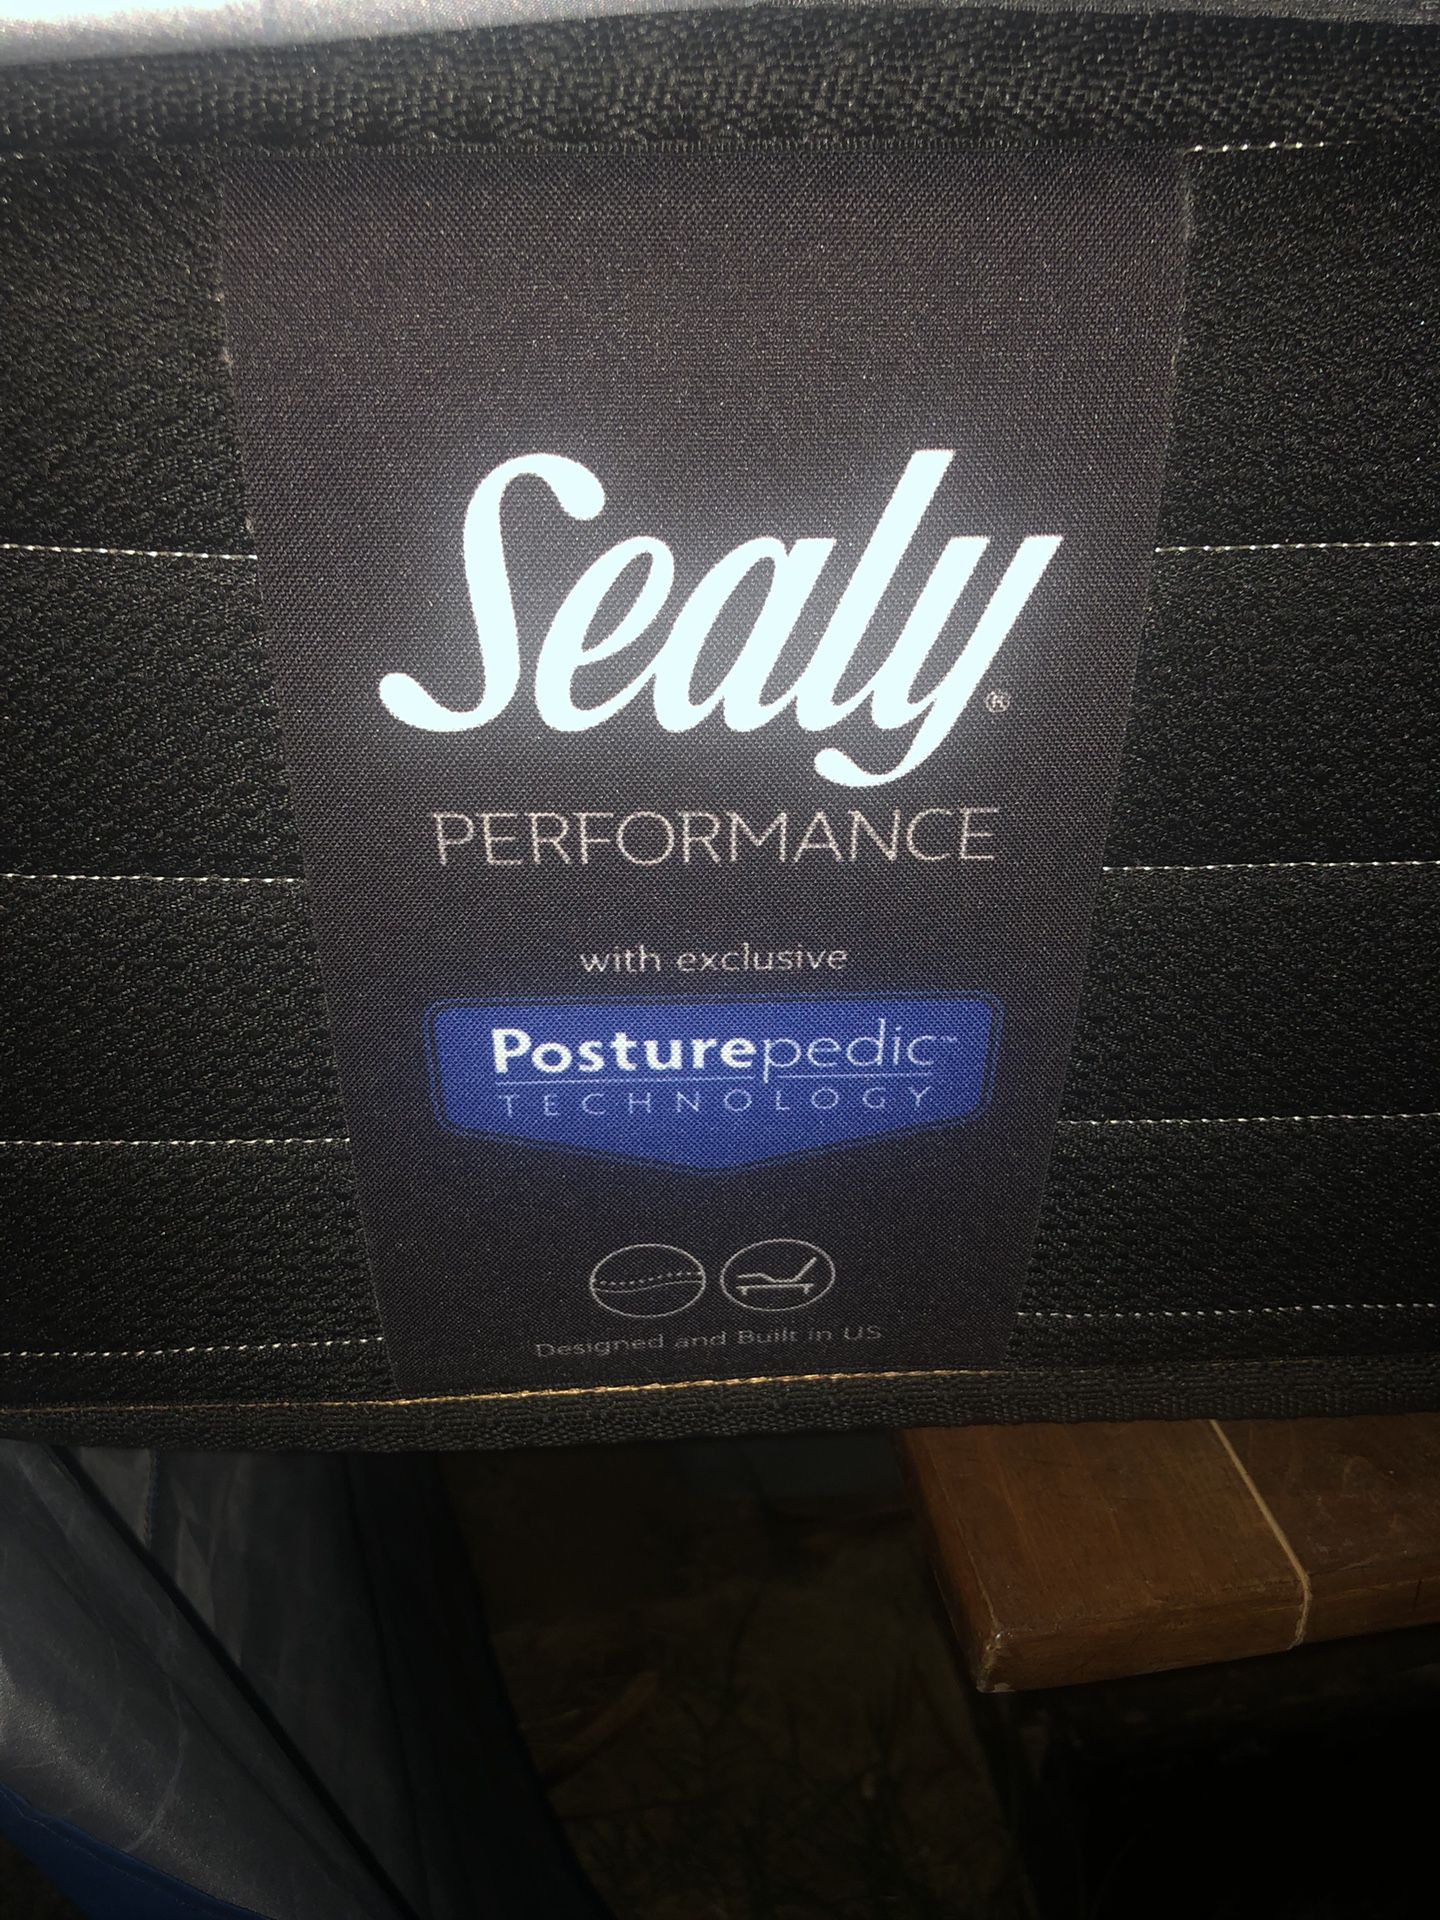 Sealy®
PERFORMANCE
with exclusive
Posturepedic™
TECHNOLOGY
Designed and Built in US